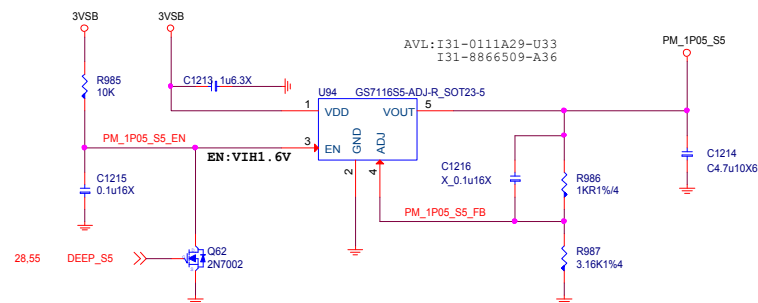 3VSB
3VSB
PM_1P05_S5
AVL:I31-0111A29-U33
I31-8866509-A36
R985
10K
C1213
1u6.3X
U94
GS7116S5-ADJ-R_SOT23-5
1
VDD
VOUT
5
PM_1P05_S5_EN
3
EN
GND
ADJ
EN:VIH1.6V
2
4
C1215
0.1u16X
C1216
X_0.1u16X
R986
1KR1%/4
C1214
C4.7u10X6
PM_1P05_S5_FB
R987
3.16K1%4
28,55
DEEP_S5
Q62
2N7002